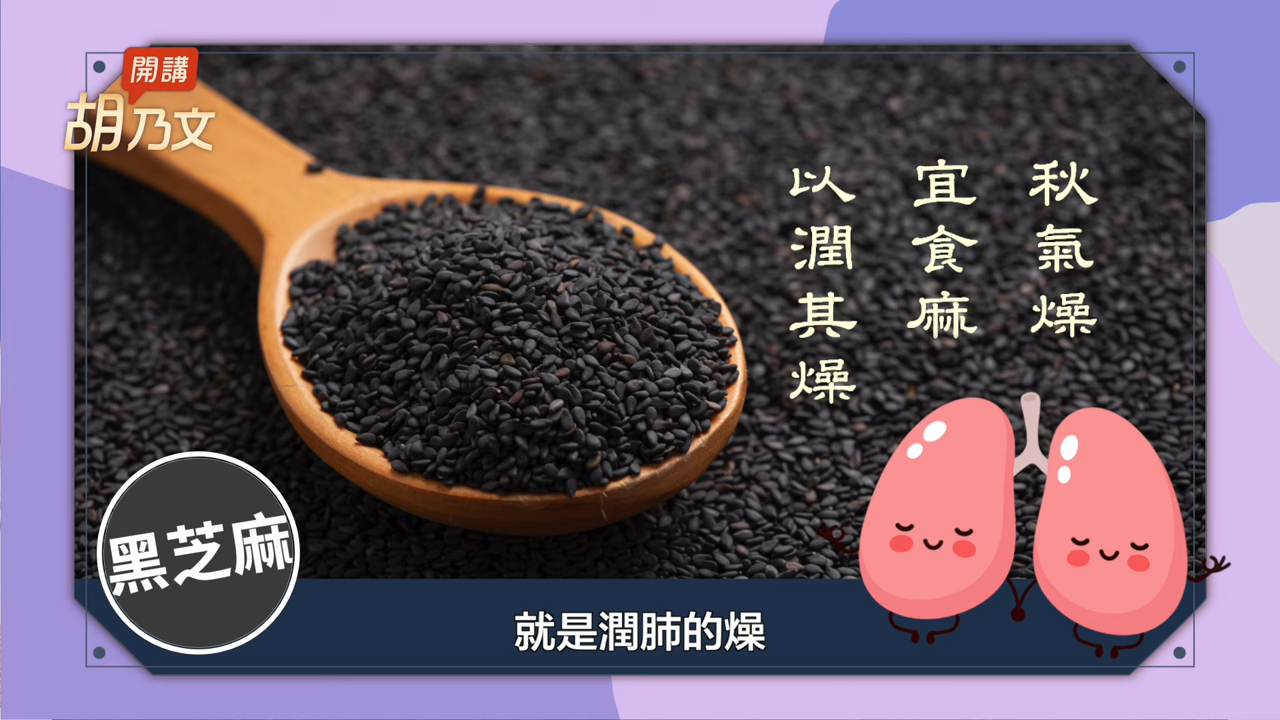 開講
胡乃文
秋氣燥
宜食麻
以潤其燥
黑芝麻
就是潤肺的燥